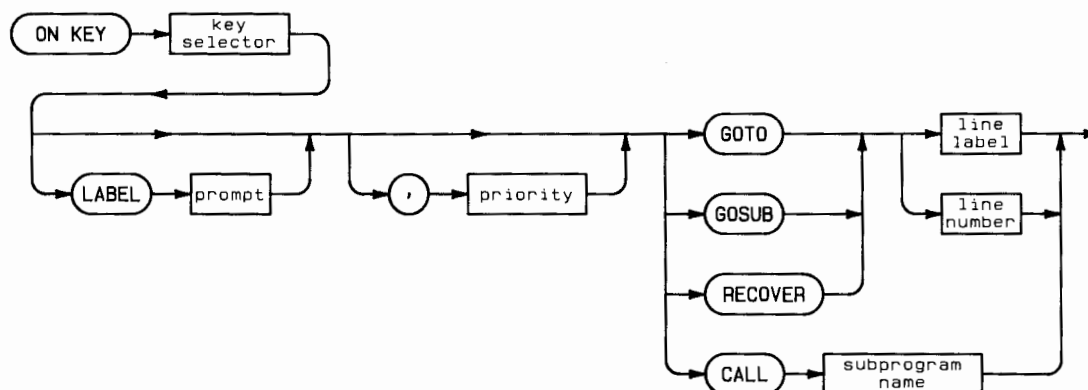 ON KEY
key
selector
LABEL
prompt
,
priority
GOTO
GOSUB
RECOVER
CALL
line
label
line
number
subprogram
name